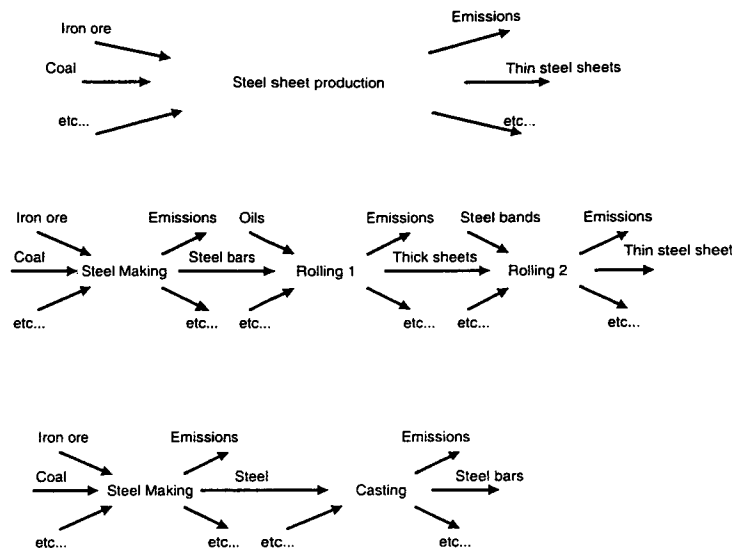 Emissions
Iron ore
Coal
Thin steel sheets
Steel sheet production
etc...
etc...
Iron ore
Emissions
Oils
Emissions
Steel bands
Emissions
Coal
Steel Making
Steel bars
Rolling 1
Thick sheets
Rolling 2
Thin steel sheet
etc...
etc...
etc...
etc...
etc...
etc...
Iron ore
Emissions
Emissions
Coal
Steel Making
Steel
Casting
Steel bars
etc...
etc...
etc...
etc...